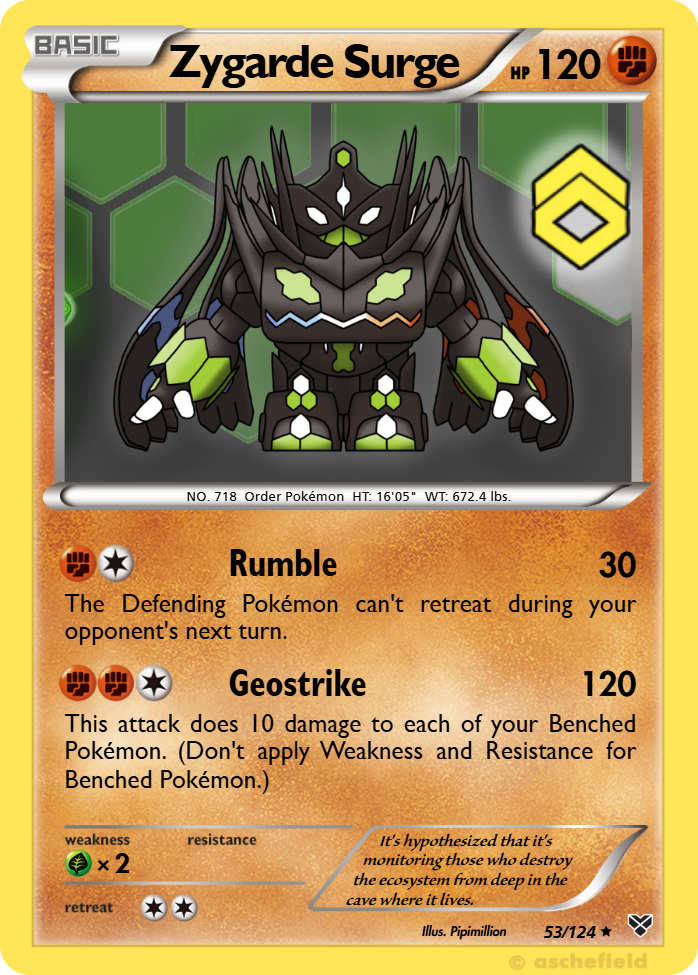 BASIC
Zygarde Surge
HP 120
NO. 718 Order Pokémon HT: 16'05" WT: 672.4 lbs.
Rumble 30
The Defending Pokémon can't retreat during your
opponent's next turn.
Geostrike 120
This attack does 10 damage to each of your Benched
Pokémon. (Don't apply Weakness and Resistance for
Benched Pokémon.)
weakness resistance
× 2
It's hypothesized that it's
monitoring those who destroy
the ecosystem from deep in the
cave where it lives.
retreat
Illus. Pipimillion 53/124 ★
© aschefield